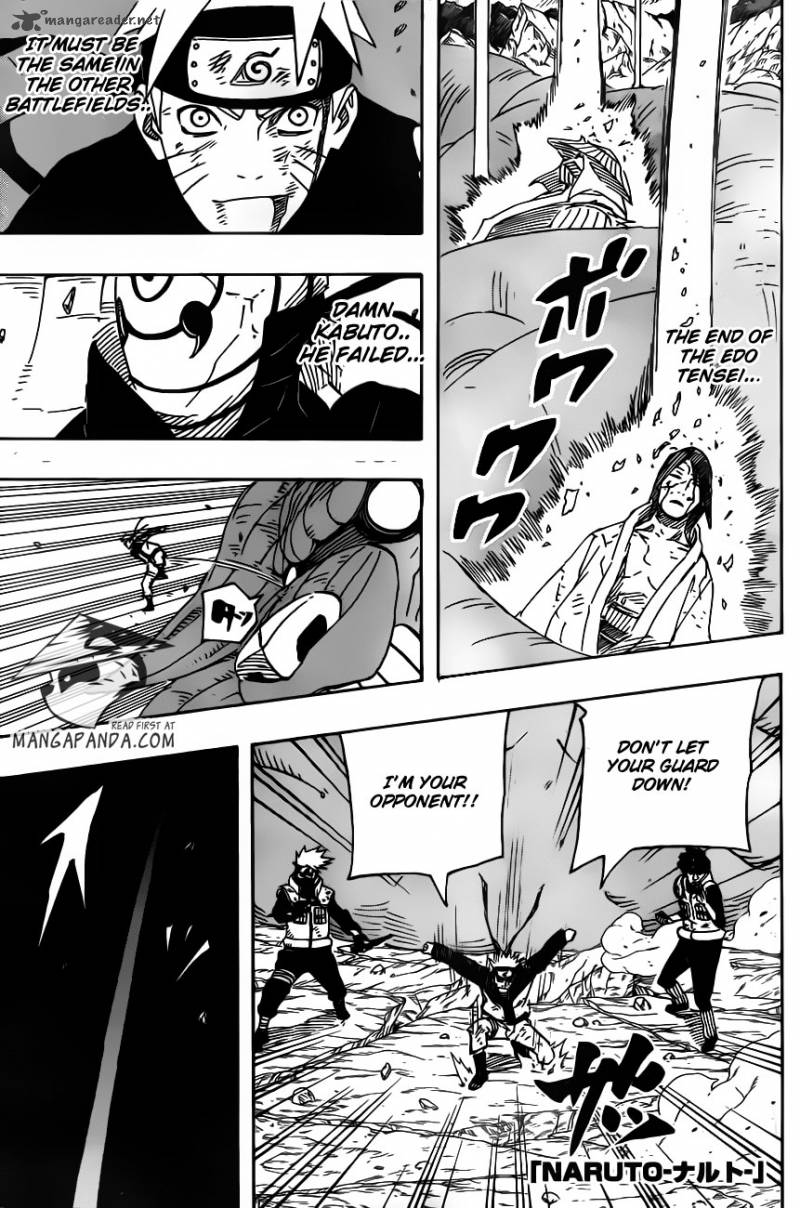 mangareader.net
THE END OF
THE EDO
TENSEI...
ボワワワ
IT MUST BE
THE SAME IN
THE OTHER
BATTLEFIELDS..
DAMN
KABUTO..
HE FAILED...
READ FIRST AT
MANGAPANDA.COM
DON'T LET
YOUR GUARD
DOWN!
I'M YOUR
OPPONENT!!
ザッ
「NARUTO-ナルト-」